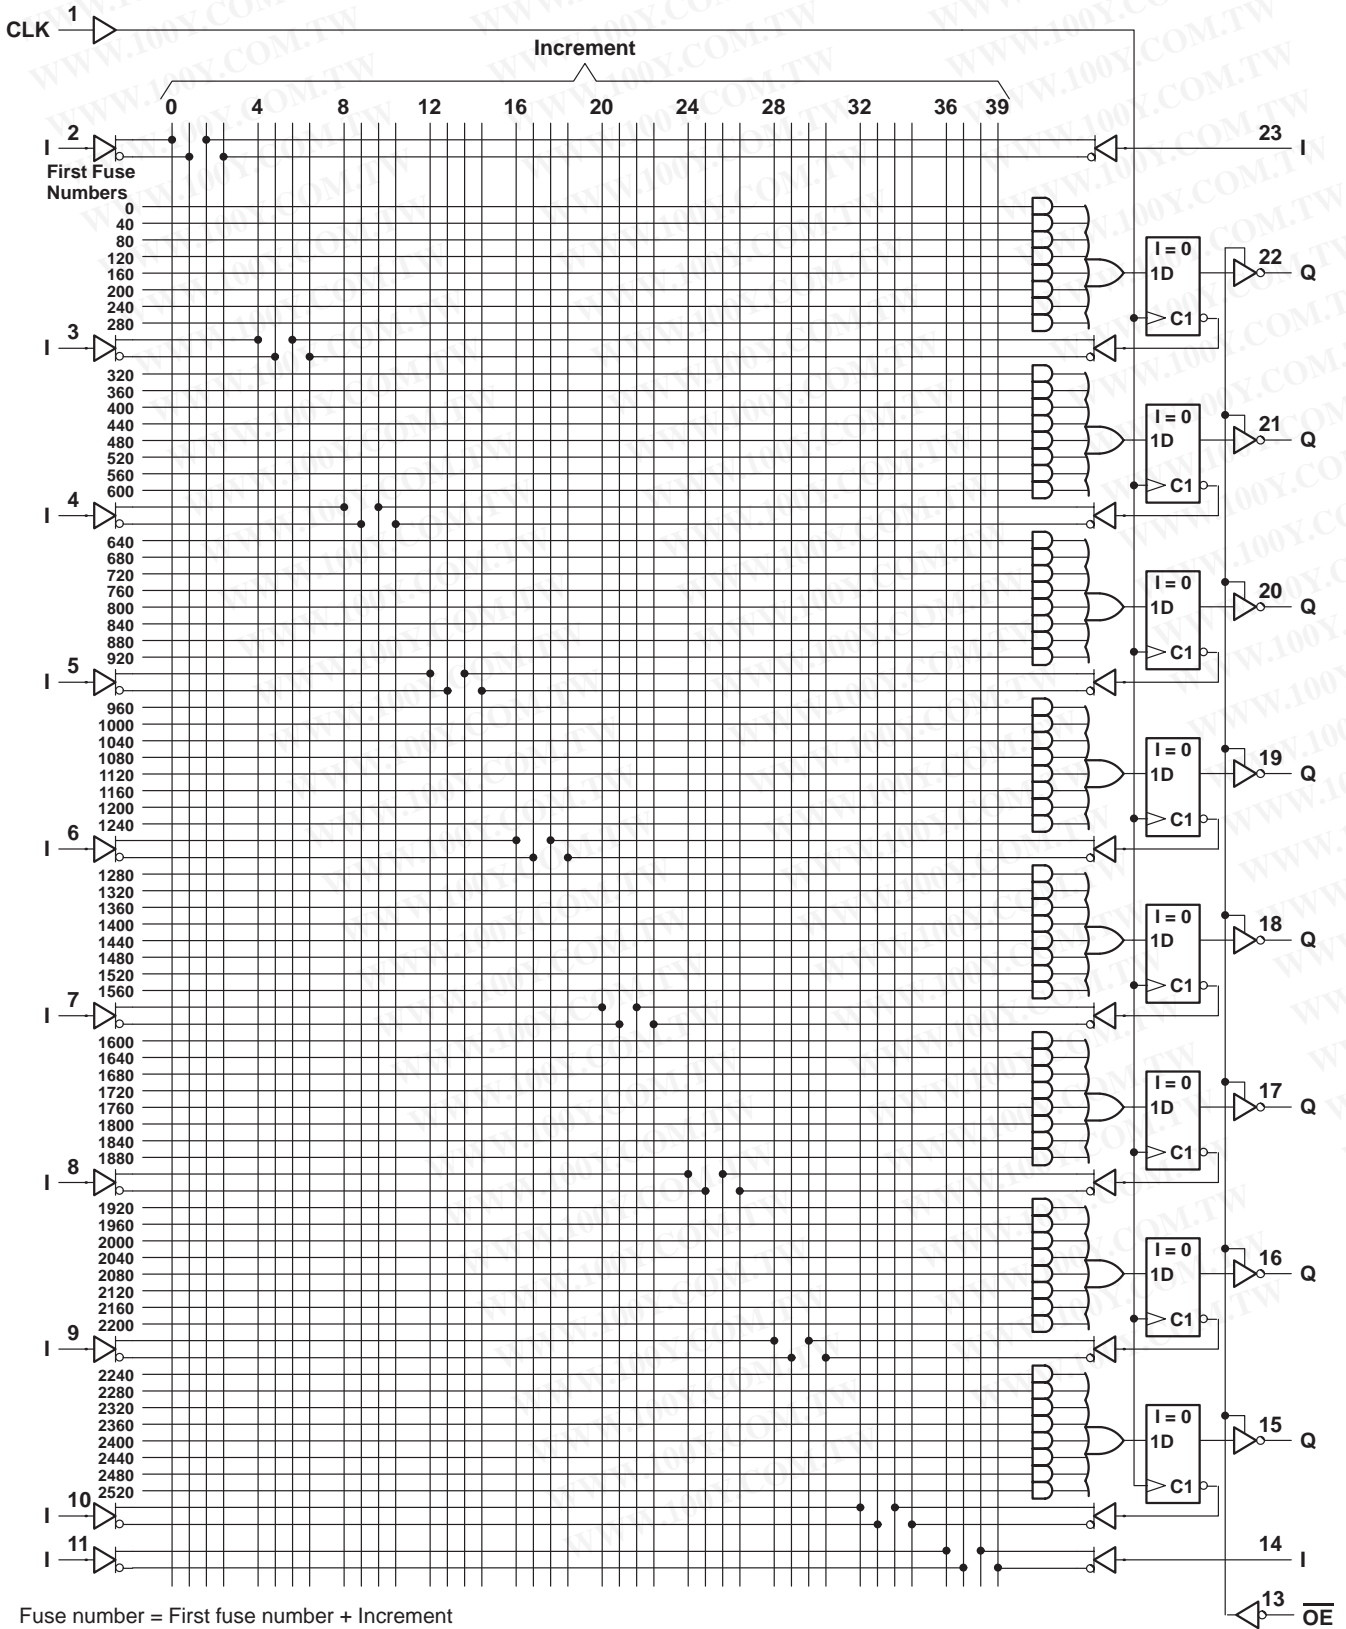 CLK 1
Increment
0 4 8 12 16 20 24 28 32 36 39
I 2 23 I
First Fuse
Numbers
0
40
80 I = 0 22
120 1D Q
160
200
240 C1
280
I 3
320
360
400 I = 0 21
440 1D Q
480
520
560 C1
600
I 4
640
680
720 I = 0 20
760 1D Q
800
840
880 C1
920
I 5
960
1000
1040 I = 0 19
1080 1D Q
1120
1160
1200 C1
1240
I 6
1280
1320
1360 I = 0 18
1400 1D Q
1440
1480
1520 C1
1560
I 7
1600
1640
1680 I = 0 17
1720 1D Q
1760
1800
1840 C1
1880
I 8
1920
1960
2000 I = 0 16
2040 1D Q
2080
2120
2160 C1
2200
I 9
2240
2280
2320 I = 0 15
2360 1D Q
2400
2440
2480 C1
2520
I 10
I 11 14 I
13 OE
Fuse number = First fuse number + Increment
WWW.100Y.COM.TW